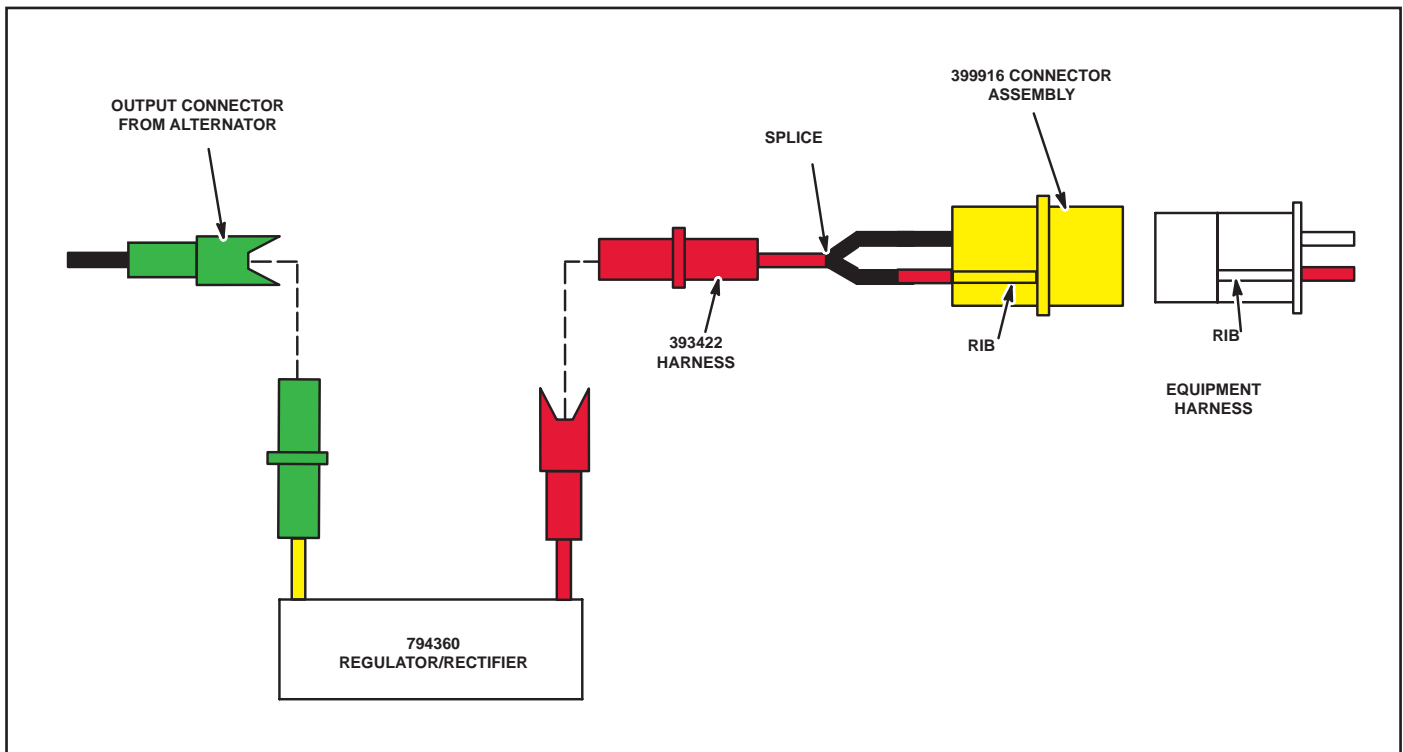 OUTPUT CONNECTOR
FROM ALTERNATOR
SPLICE
399916 CONNECTOR
ASSEMBLY
393422
HARNESS
RIB
RIB
EQUIPMENT
HARNESS
794360
REGULATOR/RECTIFIER